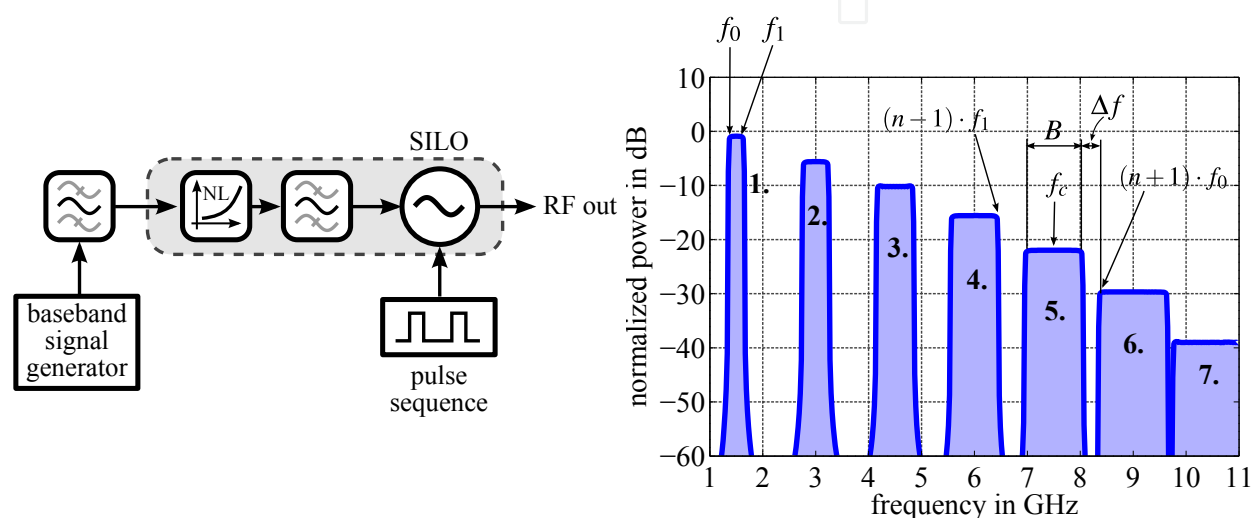 SILO
NL
RF out
baseband
signal
generator
pulse
sequence
f₀ f₁
(n−1)·f₁
B
Δf
f_c
(n+1)·f₀
1.
2.
3.
4.
5.
6.
7.
normalized power in dB
10
0
−10
−20
−30
−40
−50
−60
1 2 3 4 5 6 7 8 9 10 11
frequency in GHz